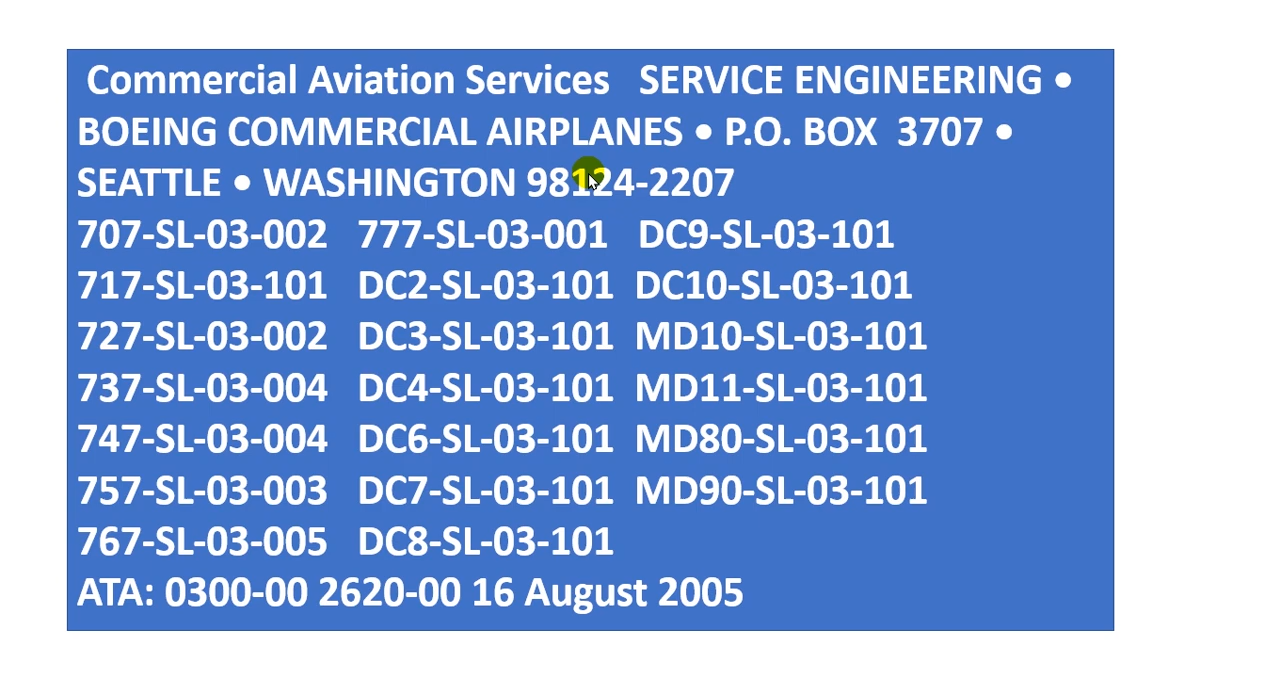 Commercial Aviation Services   SERVICE ENGINEERING •
BOEING COMMERCIAL AIRPLANES • P.O. BOX  3707 •
SEATTLE • WASHINGTON 98124-2207
707-SL-03-002   777-SL-03-001   DC9-SL-03-101
717-SL-03-101   DC2-SL-03-101  DC10-SL-03-101
727-SL-03-002   DC3-SL-03-101  MD10-SL-03-101
737-SL-03-004   DC4-SL-03-101  MD11-SL-03-101
747-SL-03-004   DC6-SL-03-101  MD80-SL-03-101
757-SL-03-003   DC7-SL-03-101  MD90-SL-03-101
767-SL-03-005   DC8-SL-03-101
ATA: 0300-00 2620-00 16 August 2005